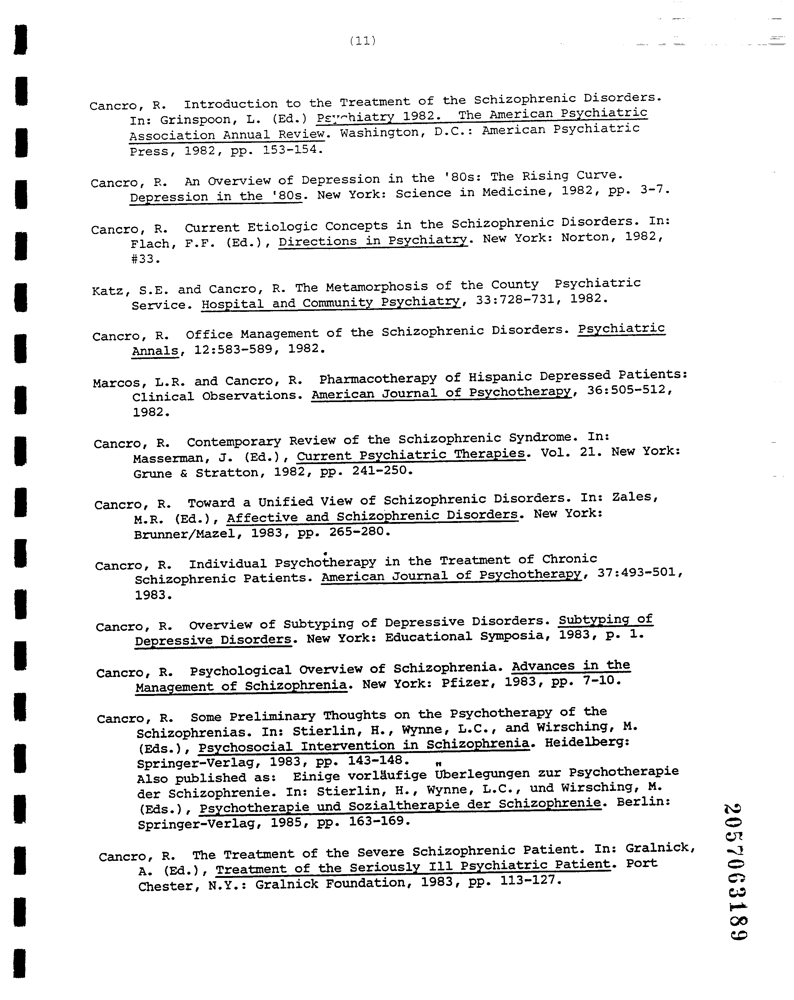 (11)
Cancro, R. Introduction to the Treatment of the Schizophrenic Disorders.
In: Grinspoon, L. (Ed.) Psychiatry 1982. The American Psychiatric
Association Annual Review. Washington, D.C.: American Psychiatric
Press, 1982, pp. 153-154.
Cancro, R. An Overview of Depression in the '80s: The Rising Curve.
Depression in the '80s. New York: Science in Medicine, 1982, pp. 3-7.
Cancro, R. Current Etiologic Concepts in the Schizophrenic Disorders. In:
Flach, F.F. (Ed.), Directions in Psychiatry. New York: Norton, 1982,
#33.
Katz, S.E. and Cancro, R. The Metamorphosis of the County Psychiatric
Service. Hospital and Community Psychiatry, 33:728-731, 1982.
Cancro, R. Office Management of the Schizophrenic Disorders. Psychiatric
Annals, 12:583-589, 1982.
Marcos, L.R. and Cancro, R. Pharmacotherapy of Hispanic Depressed Patients:
Clinical Observations. American Journal of Psychotherapy, 36:505-512,
1982.
Cancro, R. Contemporary Review of the Schizophrenic Syndrome. In:
Masserman, J. (Ed.), Current Psychiatric Therapies. Vol. 21. New York:
Grune & Stratton, 1982, pp. 241-250.
Cancro, R. Toward a Unified View of Schizophrenic Disorders. In: Zales,
M.R. (Ed.), Affective and Schizophrenic Disorders. New York:
Brunner/Mazel, 1983, pp. 265-280.
Cancro, R. Individual Psychotherapy in the Treatment of Chronic
Schizophrenic Patients. American Journal of Psychotherapy, 37:493-501,
1983.
Cancro, R. Overview of Subtyping of Depressive Disorders. Subtyping of
Depressive Disorders. New York: Educational Symposia, 1983, p. 1.
Cancro, R. Psychological Overview of Schizophrenia. Advances in the
Management of Schizophrenia. New York: Pfizer, 1983, pp. 7-10.
Cancro, R. Some Preliminary Thoughts on the Psychotherapy of the
Schizophrenias. In: Stierlin, H., Wynne, L.C., and Wirsching, M.
(Eds.), Psychosocial Intervention in Schizophrenia. Heidelberg:
Springer-Verlag, 1983, pp. 143-148.
Also published as: Einige vorläufige Überlegungen zur Psychotherapie
der Schizophrenie. In: Stierlin, H., Wynne, L.C., und Wirsching, M.
(Eds.), Psychotherapie und Sozialtherapie der Schizophrenie. Berlin:
Springer-Verlag, 1985, pp. 163-169.
Cancro, R. The Treatment of the Severe Schizophrenic Patient. In: Gralnick,
A. (Ed.), Treatment of the Seriously Ill Psychiatric Patient. Port
Chester, N.Y.: Gralnick Foundation, 1983, pp. 113-127.
2057063189